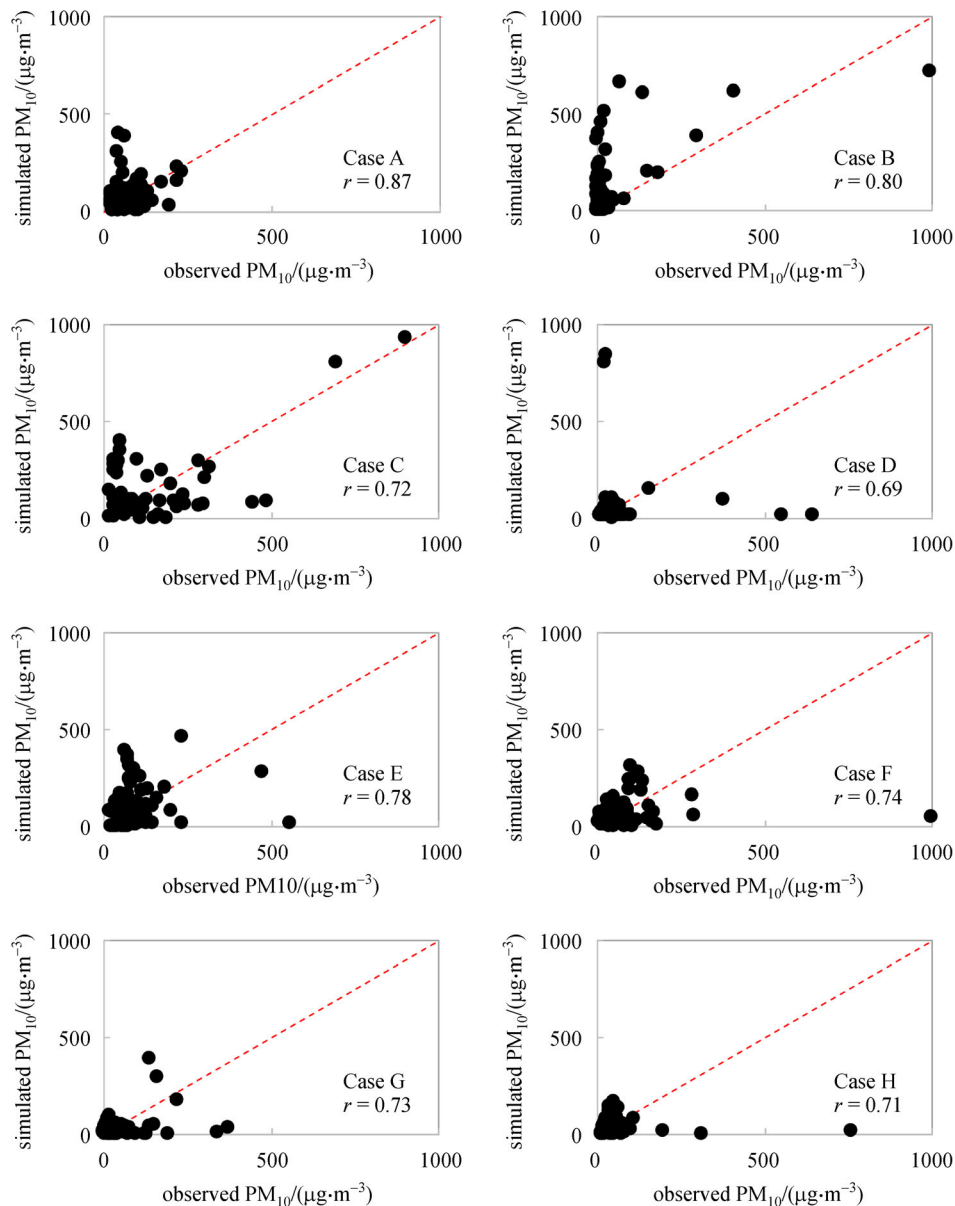 1000
simulated PM₁₀/(μg·m⁻³)
500
0
Case A
r = 0.87
0
500
1000
observed PM₁₀/(μg·m⁻³)
1000
simulated PM₁₀/(μg·m⁻³)
500
0
Case B
r = 0.80
0
500
1000
observed PM₁₀/(μg·m⁻³)
1000
simulated PM₁₀/(μg·m⁻³)
500
0
Case C
r = 0.72
0
500
1000
observed PM₁₀/(μg·m⁻³)
1000
simulated PM₁₀/(μg·m⁻³)
500
0
Case D
r = 0.69
0
500
1000
observed PM₁₀/(μg·m⁻³)
1000
simulated PM₁₀/(μg·m⁻³)
500
0
Case E
r = 0.78
0
500
1000
observed PM10/(μg·m⁻³)
1000
simulated PM₁₀/(μg·m⁻³)
500
0
Case F
r = 0.74
0
500
1000
observed PM₁₀/(μg·m⁻³)
1000
simulated PM₁₀/(μg·m⁻³)
500
0
Case G
r = 0.73
0
500
1000
observed PM₁₀/(μg·m⁻³)
1000
simulated PM₁₀/(μg·m⁻³)
500
0
Case H
r = 0.71
0
500
1000
observed PM₁₀/(μg·m⁻³)